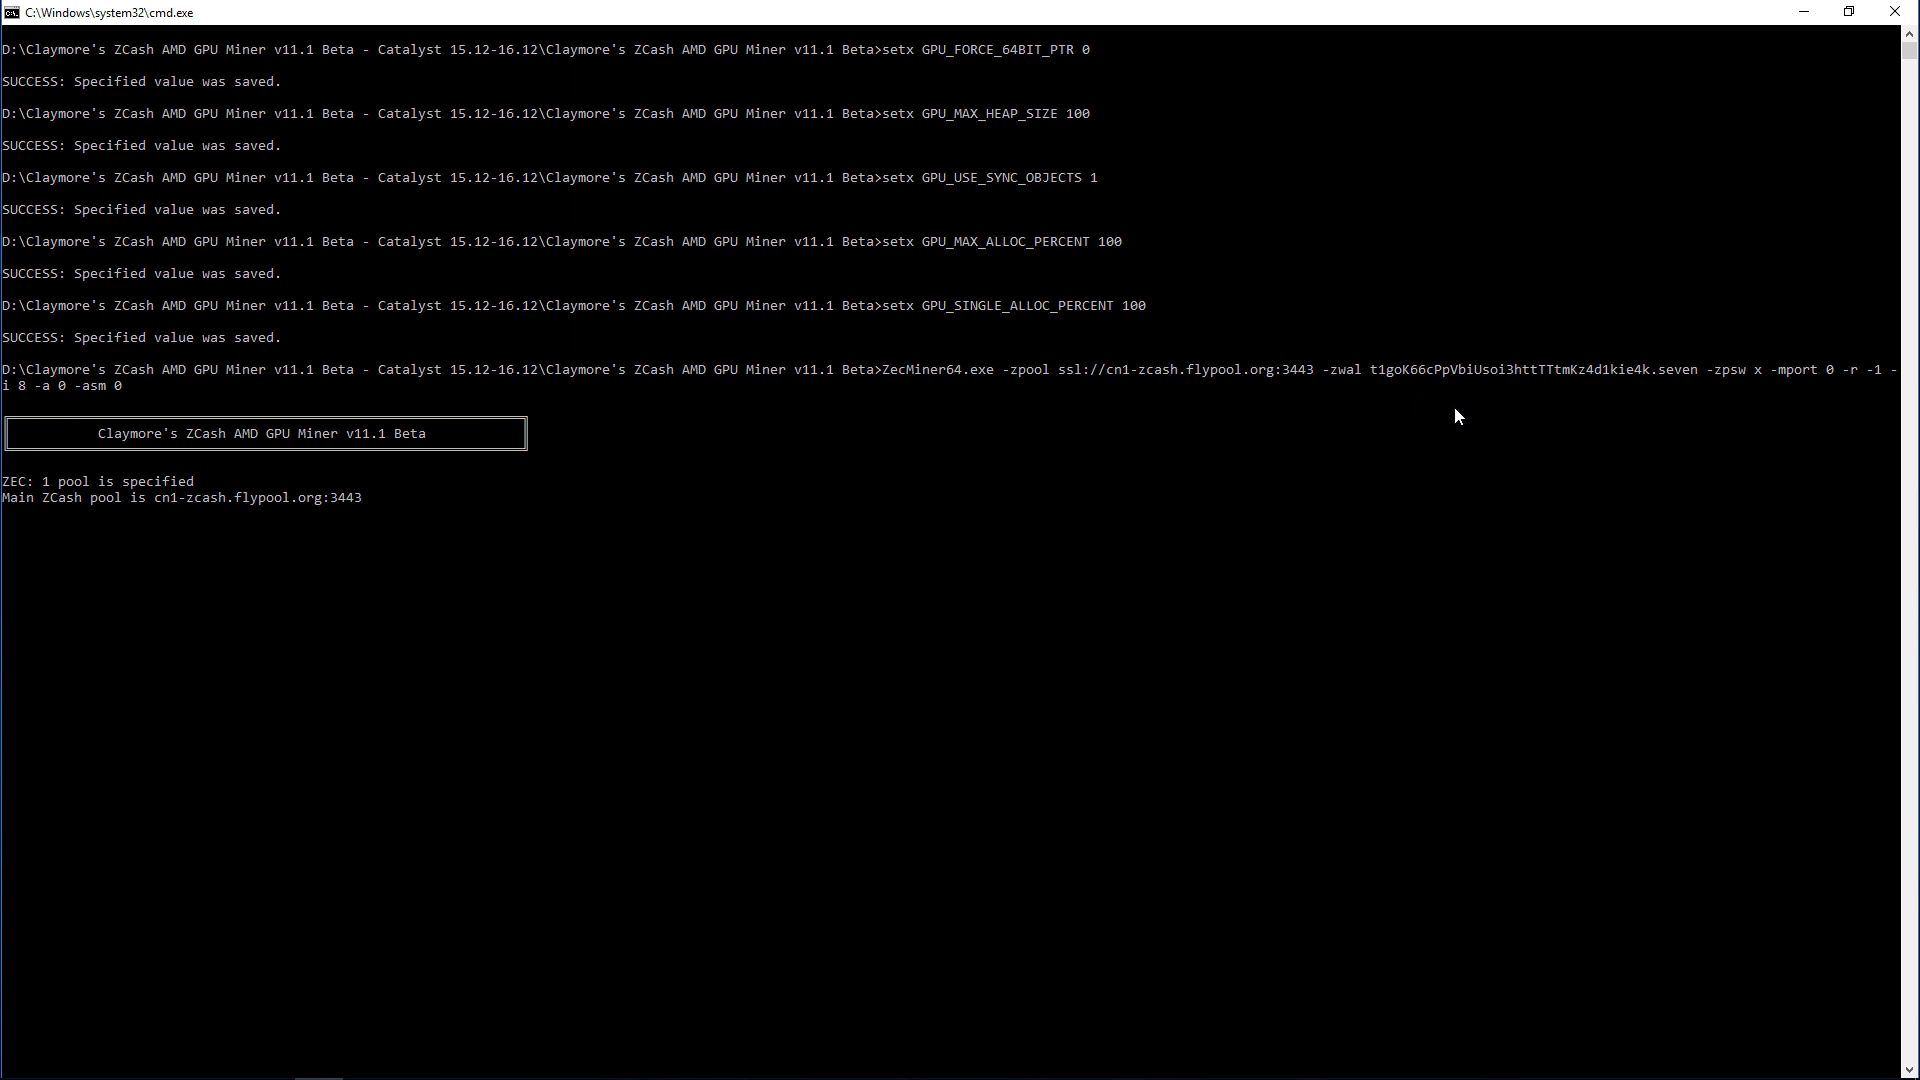 C:\Windows\system32\cmd.exe
D:\Claymore's ZCash AMD GPU Miner v11.1 Beta - Catalyst 15.12-16.12\Claymore's ZCash AMD GPU Miner v11.1 Beta>setx GPU_FORCE_64BIT_PTR 0
SUCCESS: Specified value was saved.
D:\Claymore's ZCash AMD GPU Miner v11.1 Beta - Catalyst 15.12-16.12\Claymore's ZCash AMD GPU Miner v11.1 Beta>setx GPU_MAX_HEAP_SIZE 100
SUCCESS: Specified value was saved.
D:\Claymore's ZCash AMD GPU Miner v11.1 Beta - Catalyst 15.12-16.12\Claymore's ZCash AMD GPU Miner v11.1 Beta>setx GPU_USE_SYNC_OBJECTS 1
SUCCESS: Specified value was saved.
D:\Claymore's ZCash AMD GPU Miner v11.1 Beta - Catalyst 15.12-16.12\Claymore's ZCash AMD GPU Miner v11.1 Beta>setx GPU_MAX_ALLOC_PERCENT 100
SUCCESS: Specified value was saved.
D:\Claymore's ZCash AMD GPU Miner v11.1 Beta - Catalyst 15.12-16.12\Claymore's ZCash AMD GPU Miner v11.1 Beta>setx GPU_SINGLE_ALLOC_PERCENT 100
SUCCESS: Specified value was saved.
D:\Claymore's ZCash AMD GPU Miner v11.1 Beta - Catalyst 15.12-16.12\Claymore's ZCash AMD GPU Miner v11.1 Beta>ZecMiner64.exe -zpool ssl://cn1-zcash.flypool.org:3443 -zwal t1goK66cPpVbiUsoi3httTTtmKz4d1kie4k.seven -zpsw x -mport 0 -r -1 -
i 8 -a 0 -asm 0
Claymore's ZCash AMD GPU Miner v11.1 Beta
ZEC: 1 pool is specified
Main ZCash pool is cn1-zcash.flypool.org:3443